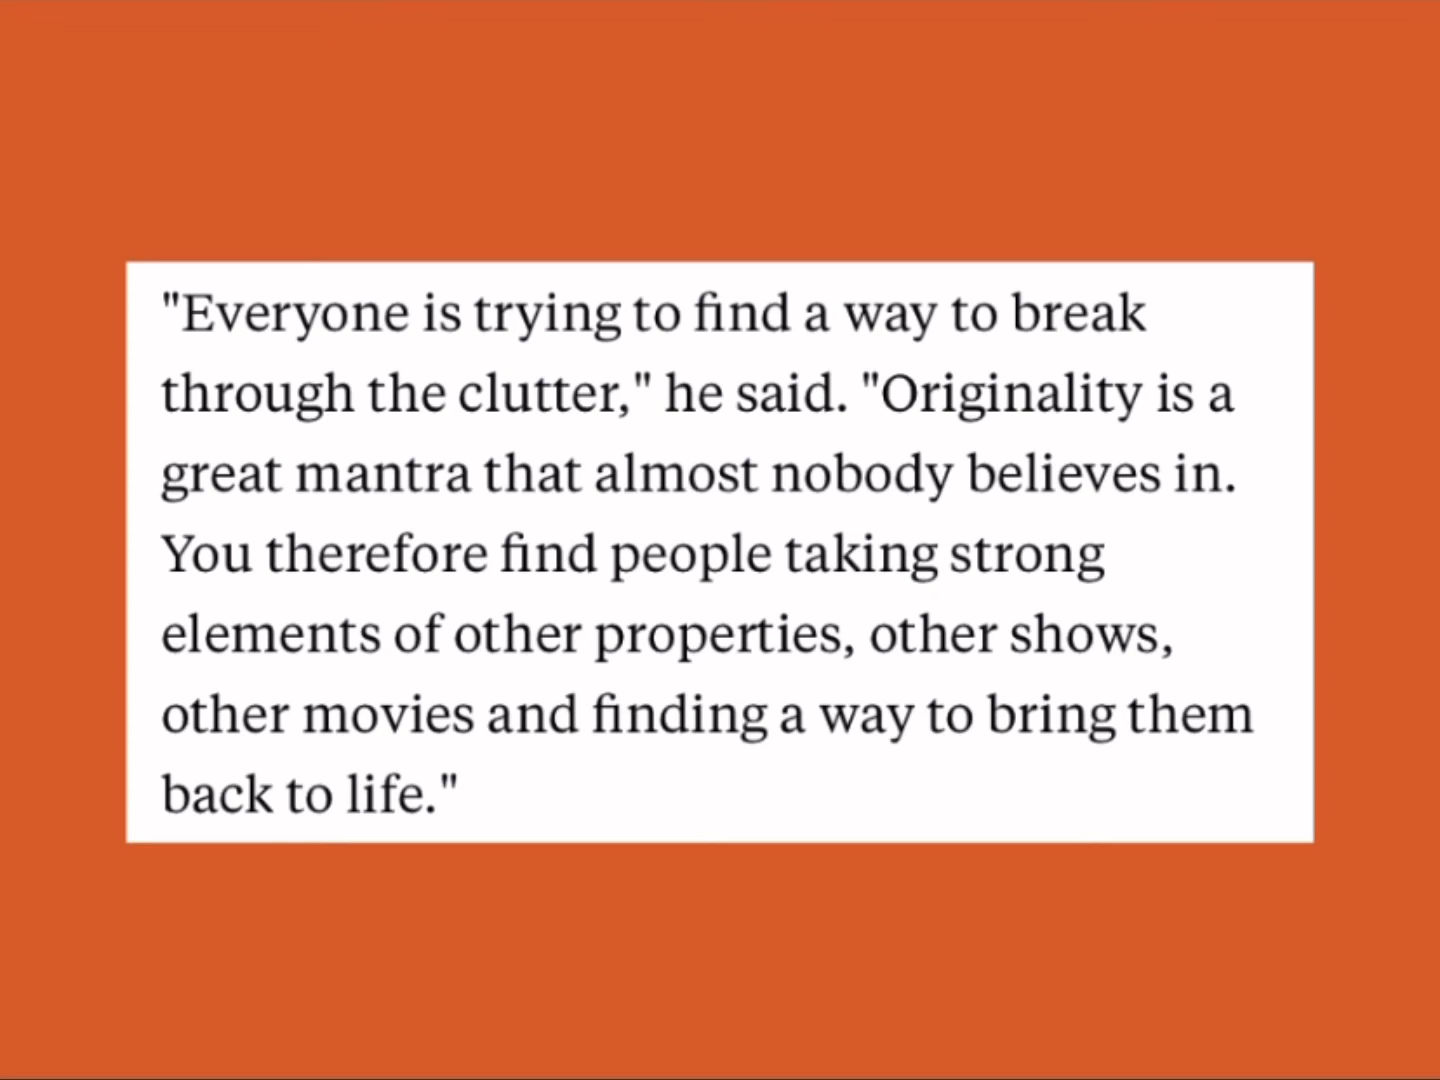 "Everyone is trying to find a way to break
through the clutter," he said. "Originality is a
great mantra that almost nobody believes in.
You therefore find people taking strong
elements of other properties, other shows,
other movies and finding a way to bring them
back to life."